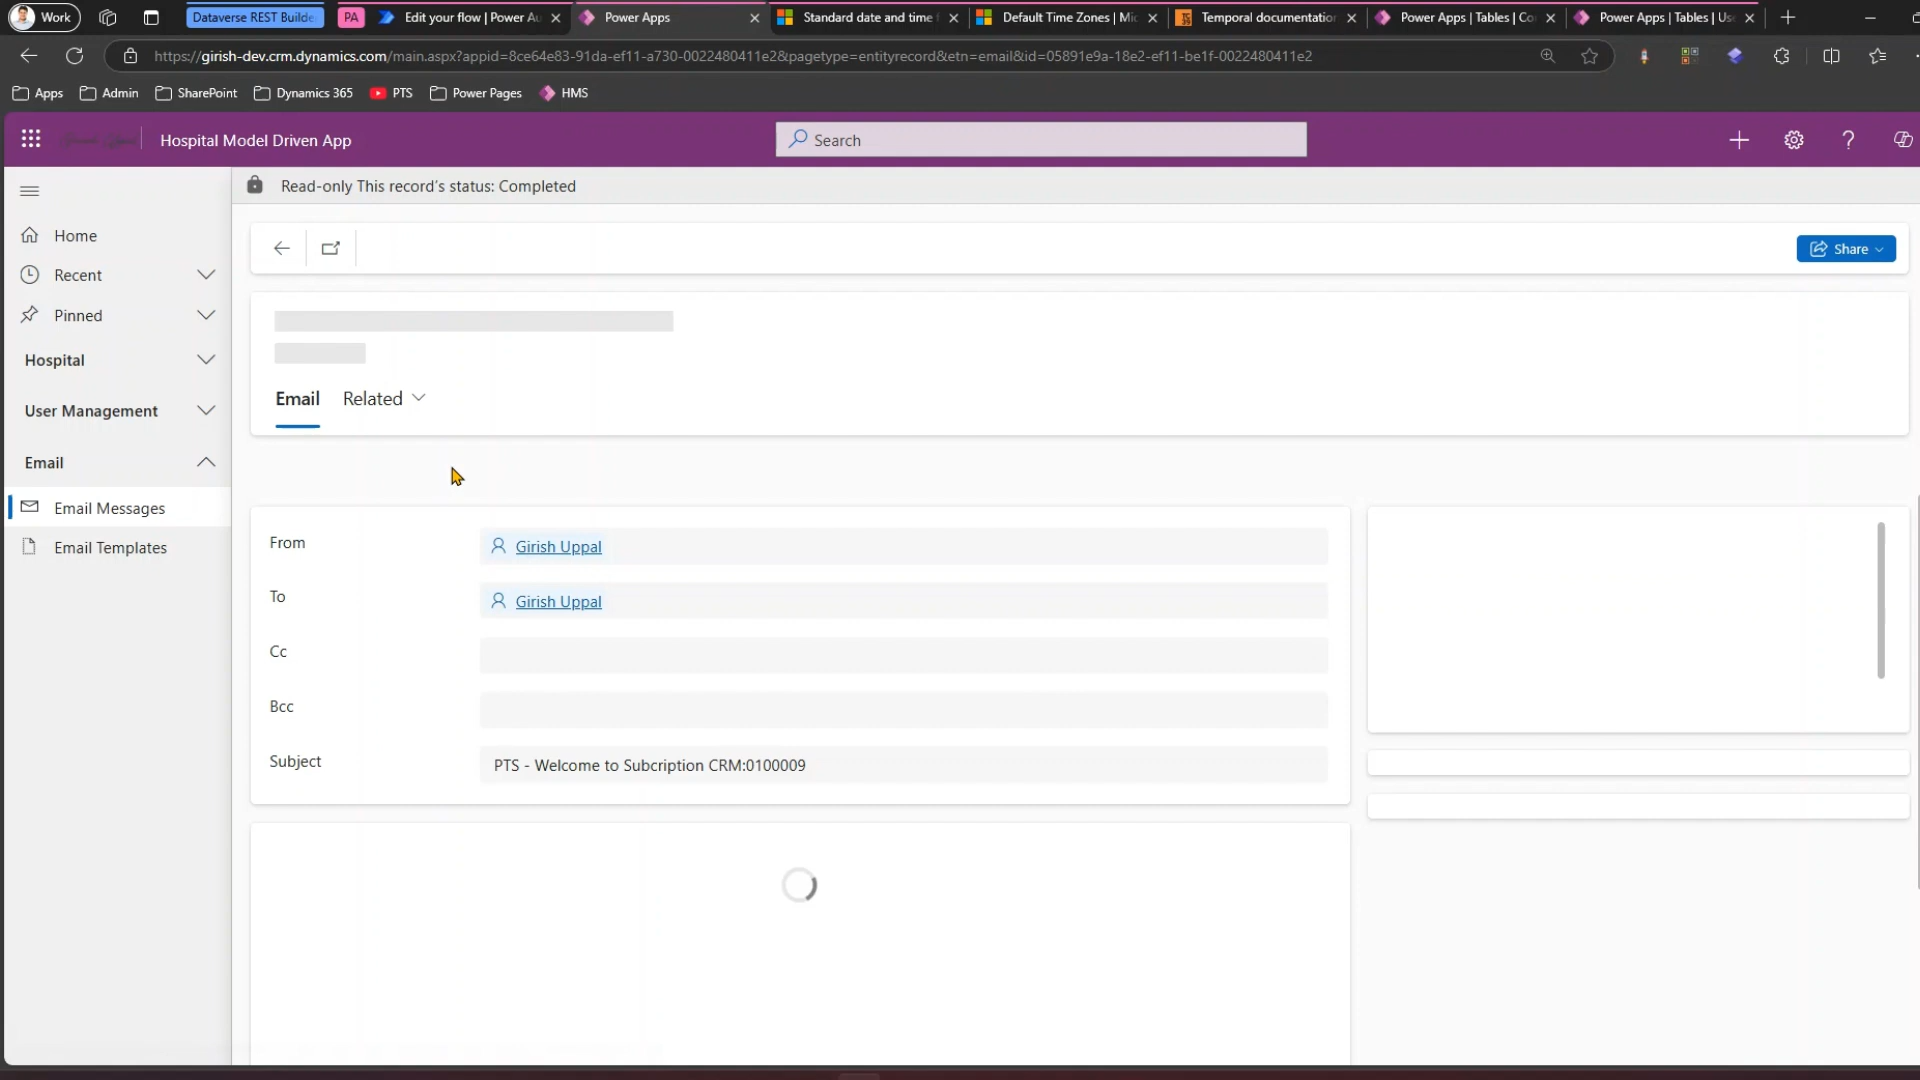 Work
Dataverse REST Builde
PA
Edit your flow | Power Au
Power Apps
Standard date and time f
Default Time Zones | Mic
Temporal documentation
Power Apps | Tables | Co
Power Apps | Tables | Us
https://girish-dev.crm.dynamics.com/main.aspx?appid=8ce64e83-91da-ef11-a730-0022480411e2&pagetype=entityrecord&etn=email&id=05891e9a-18e2-ef11-be1f-0022480411e2
Apps
Admin
SharePoint
Dynamics 365
PTS
Power Pages
HMS
Hospital Model Driven App
Search
Read-only This record's status: Completed
Home
Recent
Pinned
Hospital
User Management
Email
Email Messages
Email Templates
Share
Email
Related
From
Girish Uppal
To
Girish Uppal
Cc
Bcc
Subject
PTS - Welcome to Subcription CRM:0100009